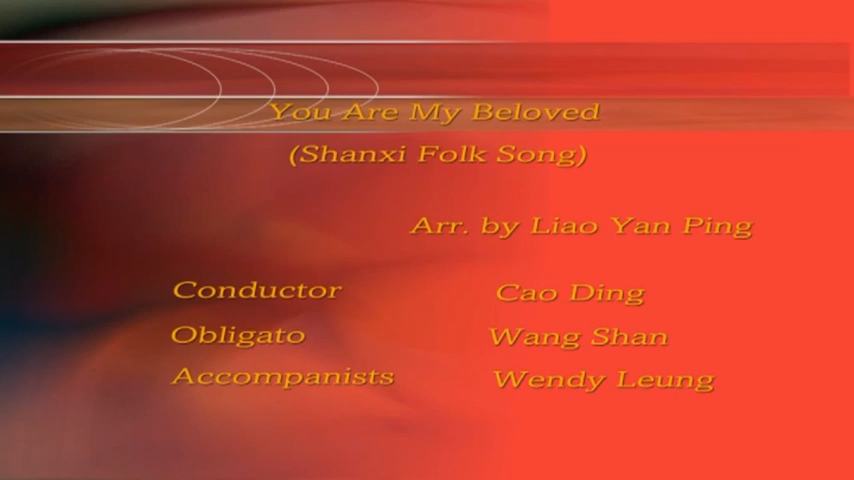 You Are My Beloved
(Shanxi Folk Song)
Arr. by Liao Yan Ping
Conductor Cao Ding
Obligato Wang Shan
Accompanists Wendy Leung